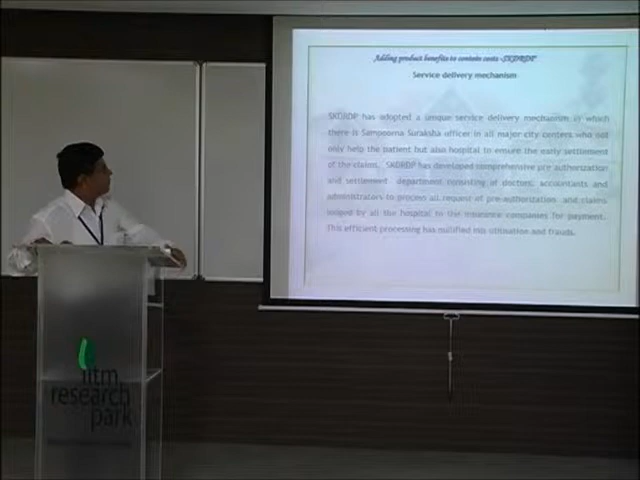 Adding product benefits to contain costs -SKDRDP
Service delivery mechanism
SKDRDP has adopted a unique service delivery mechanism in which
there is Sampoorna Suraksha officer in all major city centers who not
only help the patient but also hospital to ensure the early settlement
of the claims. SKDRDP has developed comprehensive pre authorization
and settlement department consisting of doctors, accountants and
administrators to process all request of pre-authorization and claims
lodged by all the hospital to the insurance companies for payment.
This efficient processing has nullified mis utilisation and frauds.
iitm
research
park